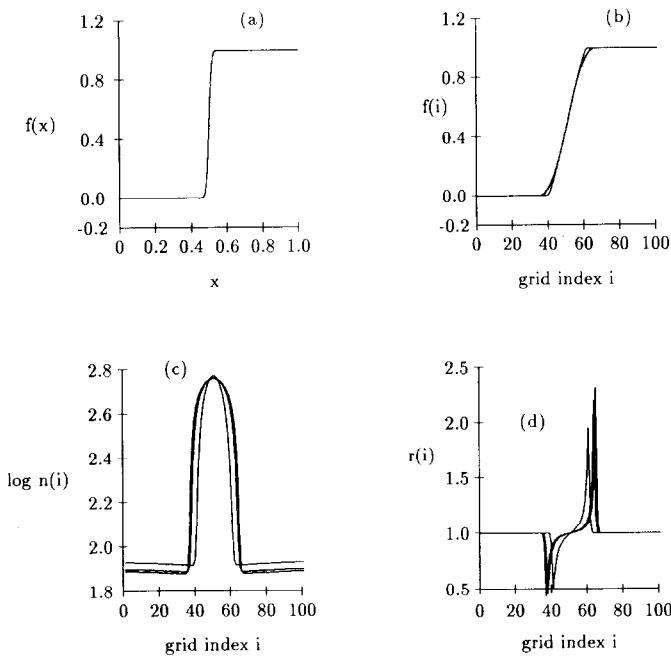 (a)
1.2
0.8
f(x)
0.4
0.0
-0.2
0 0.2 0.4 0.6 0.8 1.0
x
(b)
1.2
0.8
f(i)
0.4
0.0
-0.2
0 20 40 60 80 100
grid index i
(c)
2.8
2.6
2.4
log n(i)
2.2
2.0
1.8
0 20 40 60 80 100
grid index i
(d)
2.5
2.0
r(i)
1.5
1.0
0.5
0 20 40 60 80 100
grid index i